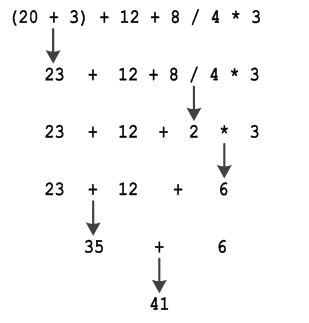 (20 + 3) + 12 + 8 / 4 * 3
23 + 12 + 8 / 4 * 3
23 + 12 + 2 * 3
23 + 12 + 6
35 + 6
41